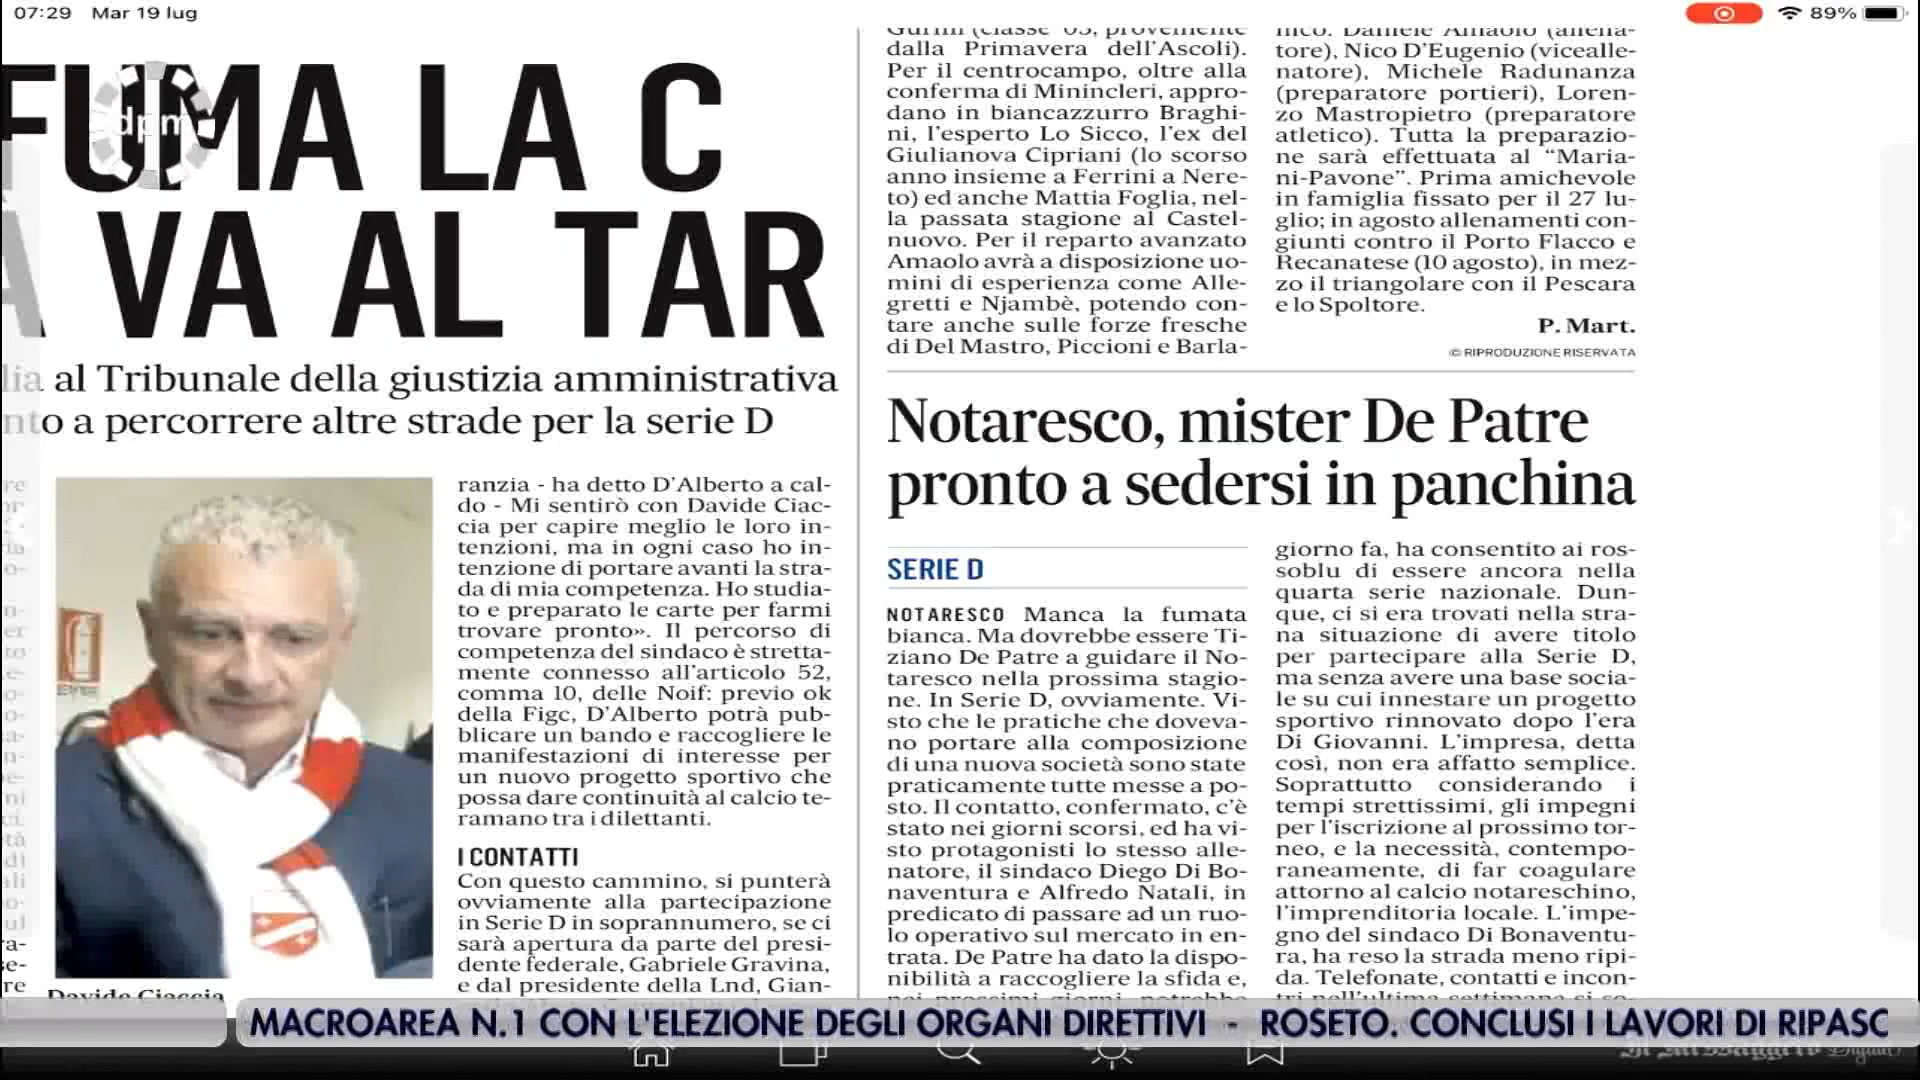 07:29 Mar 19 lug
89%
FUMA LA C
À VA AL TAR
dpm
al Tribunale della giustizia amministrativa
a percorrere altre strade per la serie D
ranzia - ha detto D'Alberto a cal-
do - Mi sentirò con Davide Ciac-
cia per capire meglio le loro in-
tenzioni, ma in ogni caso ho in-
tenzione di portare avanti la stra-
da di mia competenza. Ho studia-
to e preparato le carte per farmi
trovare pronto». Il percorso di
competenza del sindaco è stretta-
mente connesso all'articolo 52,
comma 10, delle Noif: previo ok
della Figc, D'Alberto potrà pub-
blicare un bando e raccogliere le
manifestazioni di interesse per
un nuovo progetto sportivo che
possa dare continuità al calcio te-
ramano tra i dilettanti.
I CONTATTI
Con questo cammino, si punterà
ovviamente alla partecipazione
in Serie D in soprannumero, se ci
sarà apertura da parte del presi-
dente federale, Gabriele Gravina,
e dal presidente della Lnd, Gian-
Davide Ciaccia
Gurini (classe '03, proveniente
dalla Primavera dell'Ascoli).
Per il centrocampo, oltre alla
conferma di Minincleri, appro-
dano in biancazzurro Braghi-
ni, l'esperto Lo Sicco, l'ex del
Giulianova Cipriani (lo scorso
anno insieme a Ferrini a Nere-
to) ed anche Mattia Foglia, nel-
la passata stagione al Castel-
nuovo. Per il reparto avanzato
Amaolo avrà a disposizione uo-
mini di esperienza come Alle-
gretti e Njambè, potendo con-
tare anche sulle forze fresche
di Del Mastro, Piccioni e Barla-
nico. Daniele Amaolo (allena-
tore), Nico D'Eugenio (vicealle-
natore), Michele Radunanza
(preparatore portieri), Loren-
zo Mastropietro (preparatore
atletico). Tutta la preparazio-
ne sarà effettuata al “Maria-
ni-Pavone”. Prima amichevole
in famiglia fissato per il 27 lu-
glio; in agosto allenamenti con-
giunti contro il Porto Flacco e
Recanatese (10 agosto), in mez-
zo il triangolare con il Pescara
e lo Spoltore.
P. Mart.
© RIPRODUZIONE RISERVATA
Notaresco, mister De Patre
pronto a sedersi in panchina
SERIE D
NOTARESCO Manca la fumata
bianca. Ma dovrebbe essere Ti-
ziano De Patre a guidare il No-
taresco nella prossima stagio-
ne. In Serie D, ovviamente. Vi-
sto che le pratiche che doveva-
no portare alla composizione
di una nuova società sono state
praticamente tutte messe a po-
sto. Il contatto, confermato, c'è
stato nei giorni scorsi, ed ha vi-
sto protagonisti lo stesso alle-
natore, il sindaco Diego Di Bo-
naventura e Alfredo Natali, in
predicato di passare ad un ruo-
lo operativo sul mercato in en-
trata. De Patre ha dato la dispo-
nibilità a raccogliere la sfida e,
nei prossimi giorni, potrebbe
giorno fa, ha consentito ai ros-
soblu di essere ancora nella
quarta serie nazionale. Dun-
que, ci si era trovati nella stra-
na situazione di avere titolo
per partecipare alla Serie D,
ma senza avere una base socia-
le su cui innestare un progetto
sportivo rinnovato dopo l'era
Di Giovanni. L'impresa, detta
così, non era affatto semplice.
Soprattutto considerando i
tempi strettissimi, gli impegni
per l'iscrizione al prossimo tor-
neo, e la necessità, contempo-
raneamente, di far coagulare
attorno al calcio notareschino,
l'imprenditoria locale. L'impe-
gno del sindaco Di Bonaventu-
ra, ha reso la strada meno ripi-
da. Telefonate, contatti e incon-
tri nell'ultima settimana si so-
MACROAREA N.1 CON L'ELEZIONE DEGLI ORGANI DIRETTIVI - ROSETO. CONCLUSI I LAVORI DI RIPASC
Il Messaggero Digital